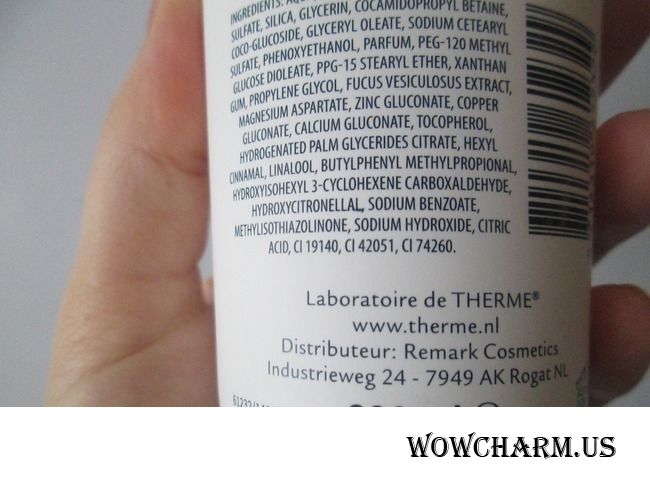 INGREDIENTS:
SULFATE, SILICA, GLYCERIN, COCAMIDOPROPYL BETAINE,
COCO-GLUCOSIDE, GLYCERYL OLEATE, SODIUM CETEARYL
SULFATE, PHENOXYETHANOL, PARFUM, PEG-120 METHYL
GLUCOSE DIOLEATE, PPG-15 STEARYL ETHER, XANTHAN
GUM, PROPYLENE GLYCOL, FUCUS VESICULOSUS EXTRACT,
MAGNESIUM ASPARTATE, ZINC GLUCONATE, COPPER
GLUCONATE, CALCIUM GLUCONATE, TOCOPHEROL,
HYDROGENATED PALM GLYCERIDES CITRATE, HEXYL
CINNAMAL, LINALOOL, BUTYLPHENYL METHYLPROPIONAL,
HYDROXYISOHEXYL 3-CYCLOHEXENE CARBOXALDEHYDE,
HYDROXYCITRONELLAL, SODIUM BENZOATE,
METHYLISOTHIAZOLINONE, SODIUM HYDROXIDE, CITRIC
ACID, CI 19140, CI 42051, CI 74260.
Laboratoire de THERME®
www.therme.nl
Distributeur: Remark Cosmetics
Industrieweg 24 - 7949 AK Rogat NL
WOWCHARM.US